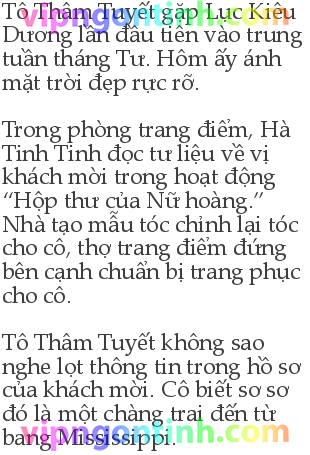 Tô Thâm Tuyết gặp Lục Kiêu
vipngontinh.com
Dương lần đầu tiên vào trung
tuần tháng Tư. Hôm ấy ánh
mặt trời đẹp rực rỡ.
Trong phòng trang điểm, Hà
Tinh Tinh đọc tư liệu về vị
khách mời trong hoạt động
“Hộp thư của Nữ hoàng.”
Nhà tạo mẫu tóc chỉnh lại tóc
cho cô, thợ trang điểm đứng
bên cạnh chuẩn bị trang phục
cho cô.
Tô Thâm Tuyết không sao
nghe lọt thông tin trong hồ sơ
của khách mời. Cô biết sơ sơ
đó là một chàng trai đến từ
vipngontinh.com
bang Mississippi.